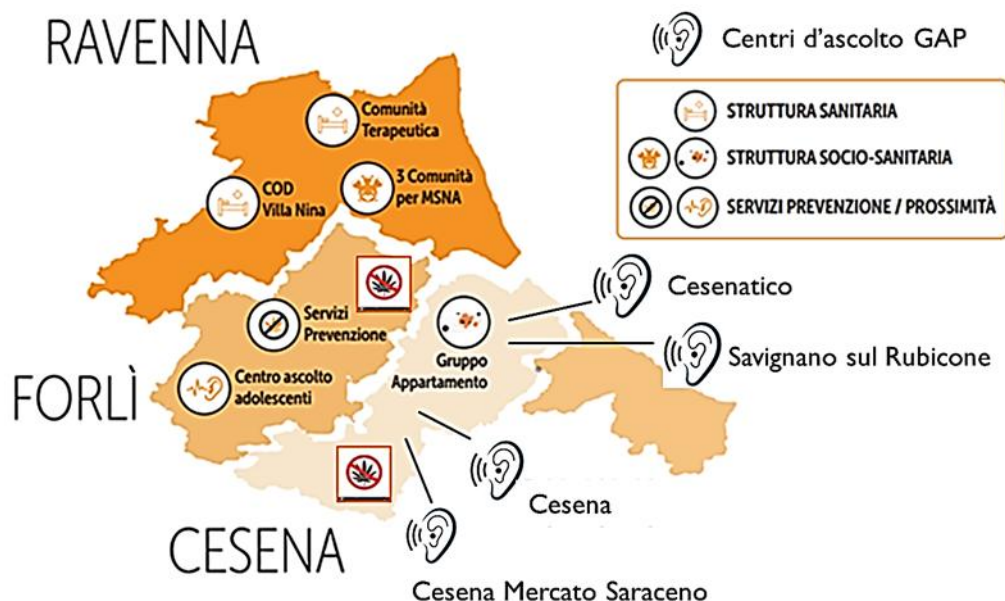 RAVENNA
Centri d'ascolto GAP
STRUTTURA SANITARIA
STRUTTURA SOCIO-SANITARIA
SERVIZI PREVENZIONE / PROSSIMITÀ
Comunità
Terapeutica
COD
Villa Nina
3 Comunità
per MSNA
Cesenatico
Servizi
Prevenzione
Gruppo
Appartamento
Savignano sul Rubicone
FORLÌ
Centro ascolto
adolescenti
Cesena
CESENA
Cesena Mercato Saraceno